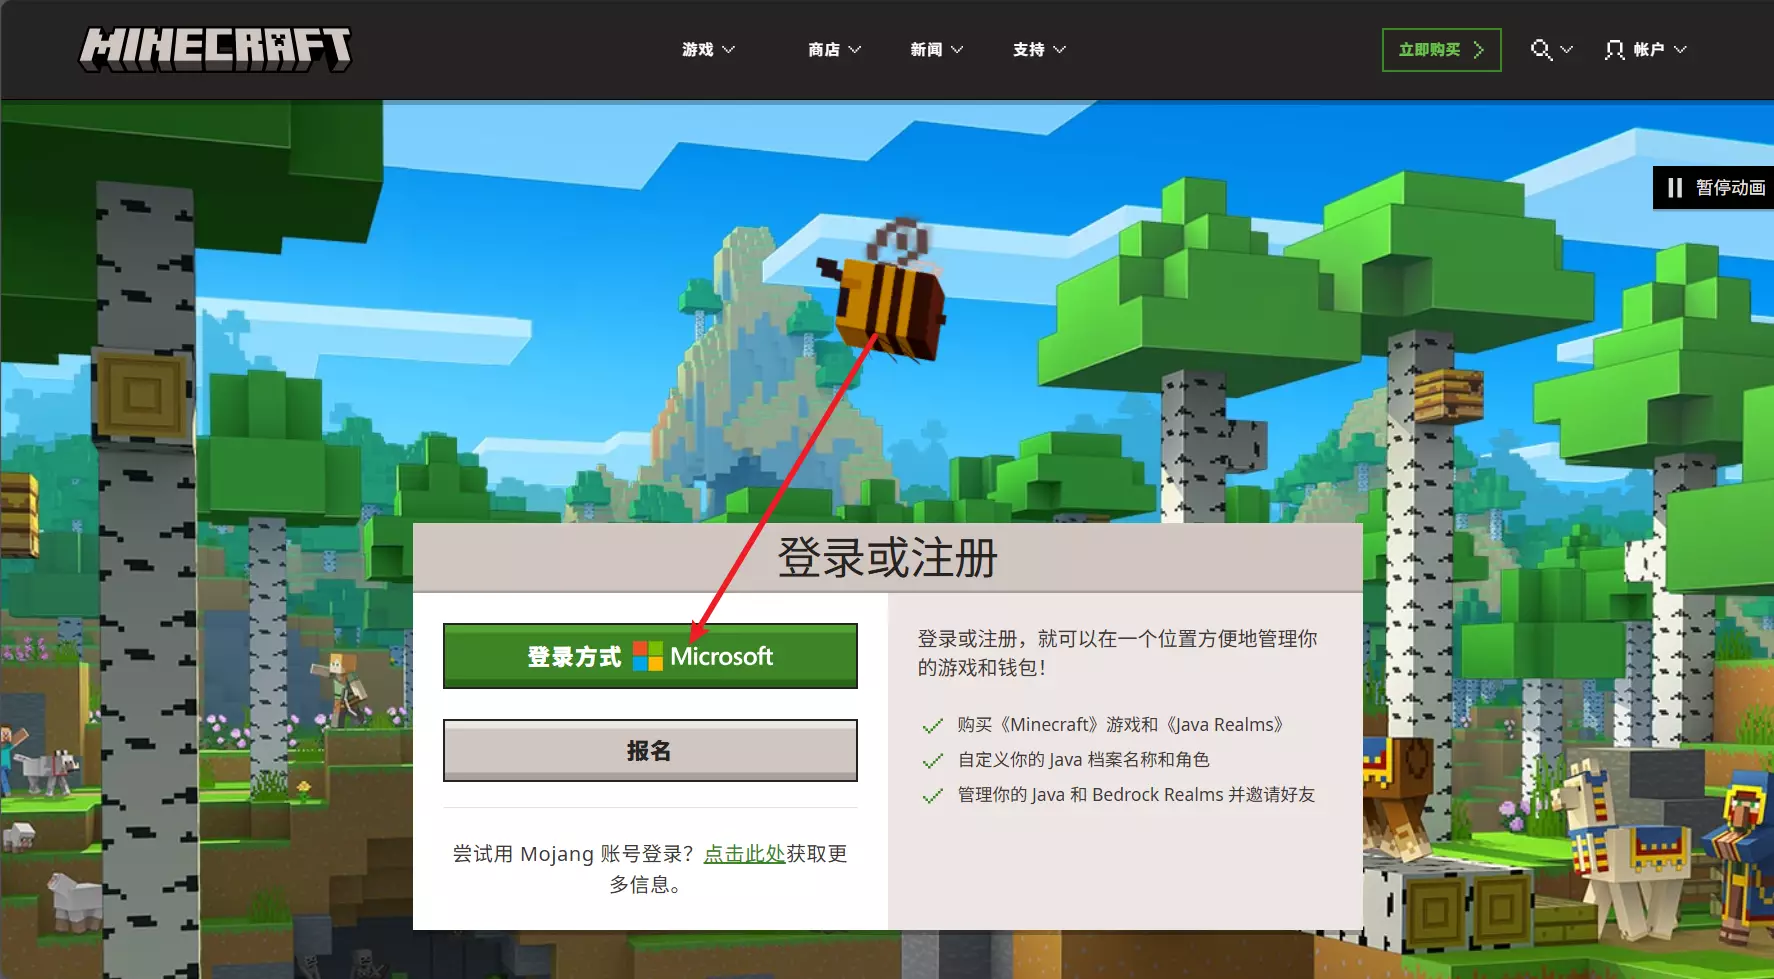 MINECRAFT
游戏
商店
新闻
支持
立即购买
帐户
暂停动画
登录或注册
登录方式 Microsoft
报名
尝试用 Mojang 账号登录？点击此处获取更
多信息。
登录或注册，就可以在一个位置方便地管理你
的游戏和钱包！
购买《Minecraft》游戏和《Java Realms》
自定义你的 Java 档案名称和角色
管理你的 Java 和 Bedrock Realms 并邀请好友